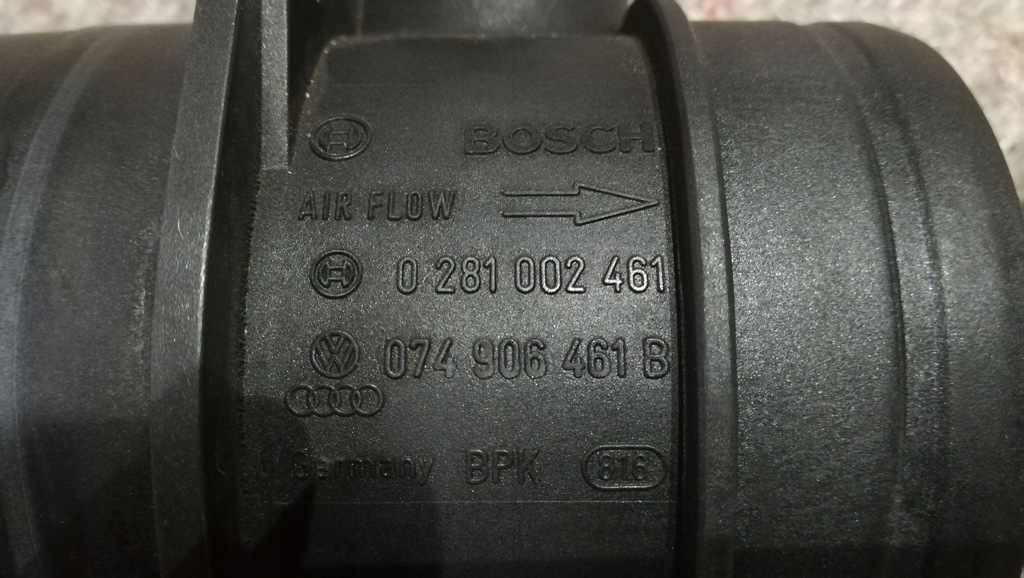 BOSCH
AIR FLOW
0 281 002 461
074 906 461 B
Germany BPK 816